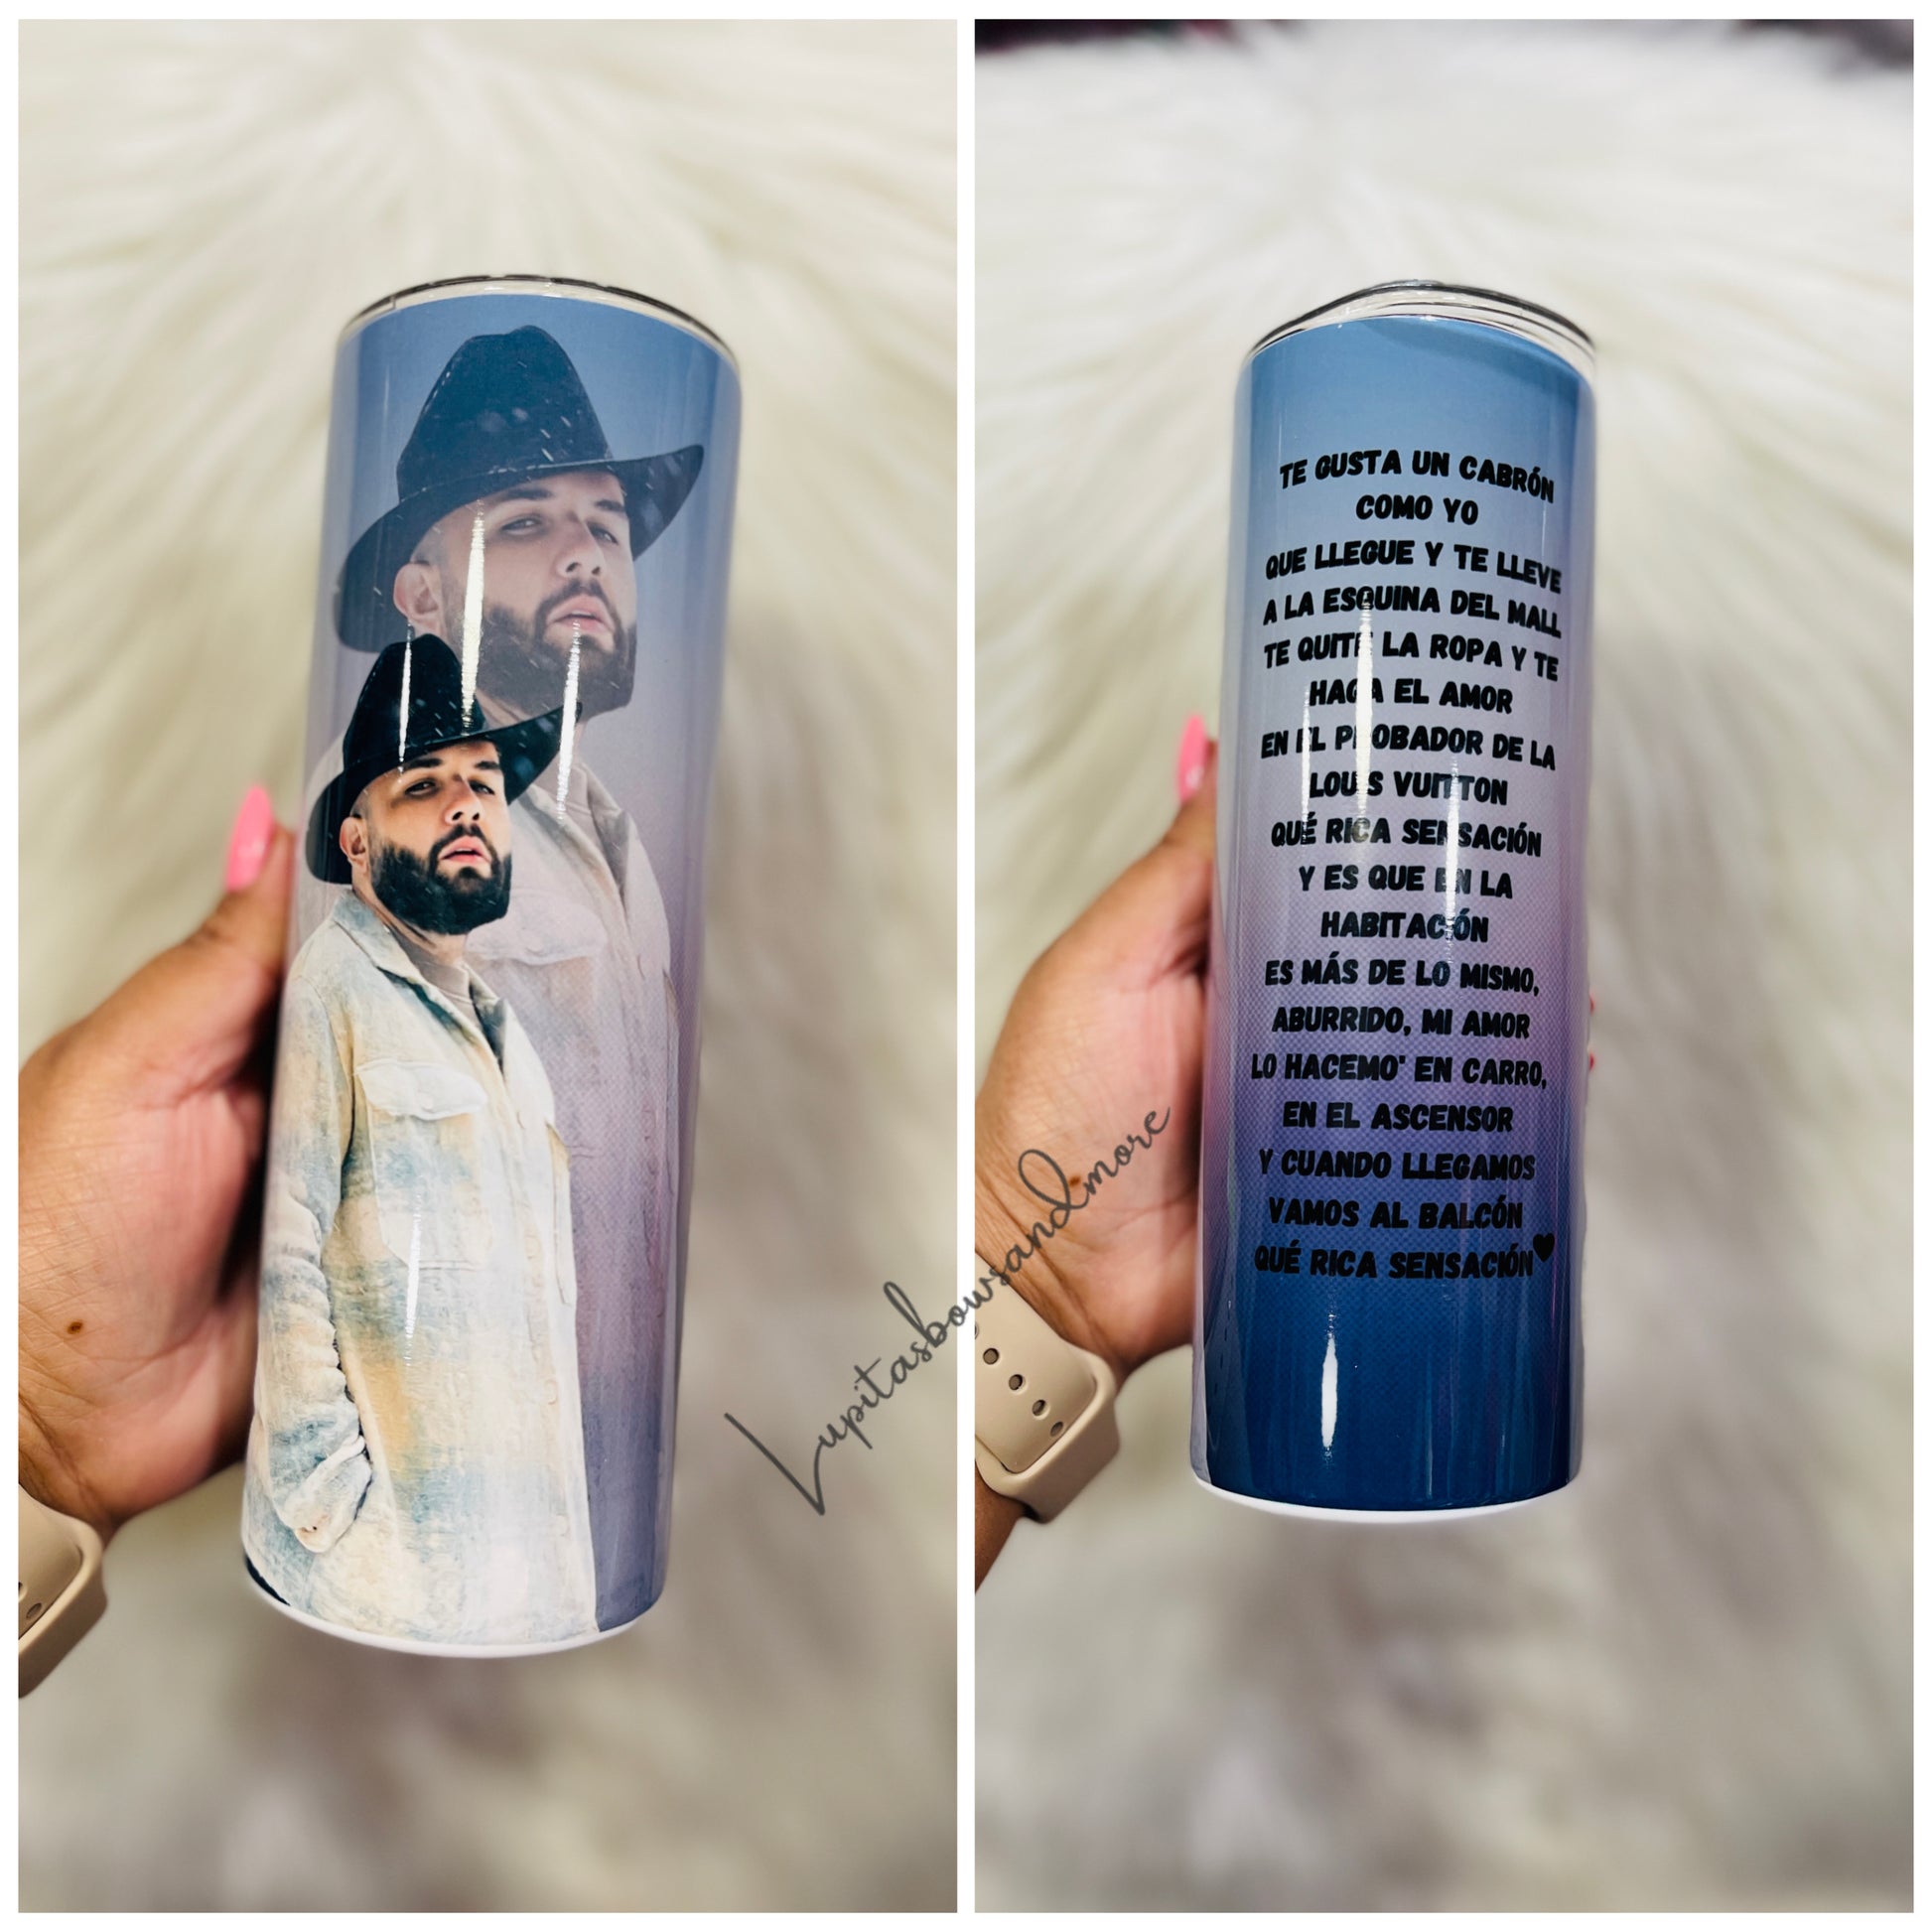 TE GUSTA UN CABRÓN
COMO YO
QUE LLEGUE Y TE LLEVE
A LA ESQUINA DEL MALL
TE QUITE LA ROPA Y TE
HAGA EL AMOR
EN EL PROBADOR DE LA
LOUIS VUITTON
QUÉ RICA SENSACIÓN
Y ES QUE EN LA
HABITACIÓN
ES MÁS DE LO MISMO,
ABURRIDO, MI AMOR
LO HACEMO' EN CARRO,
EN EL ASCENSOR
Y CUANDO LLEGAMOS
VAMOS AL BALCÓN
QUÉ RICA SENSACIÓN
Lupitasbowsandmore